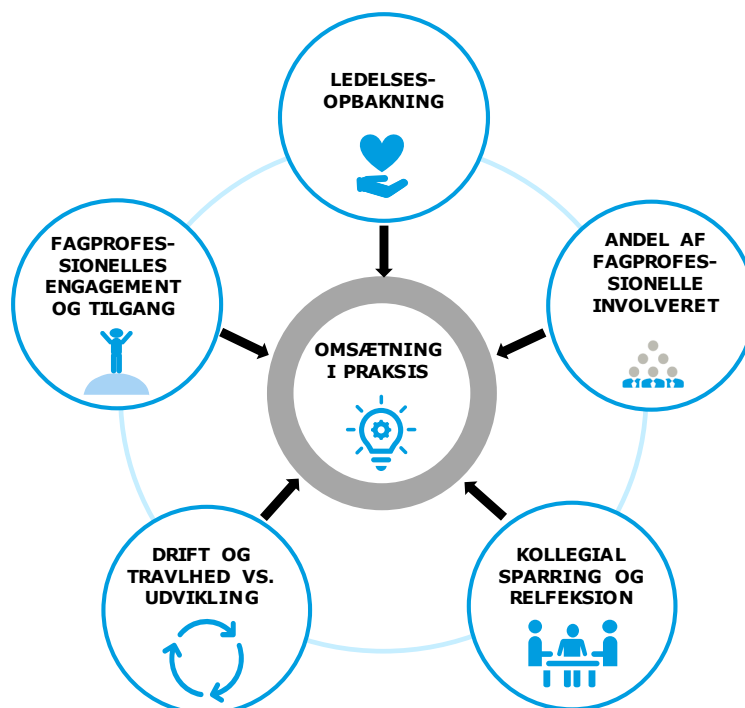 LEDELSES-
OPBAKNING
FAGPROFES-
SIONELLES
ENGAGEMENT
OG TILGANG
ANDEL AF
FAGPROFES-
SIONELLE
INVOLVERET
OMSÆTNING
I PRAKSIS
DRIFT OG
TRAVLHED VS.
UDVIKLING
KOLLEGIAL
SPARRING OG
RELFEKSION